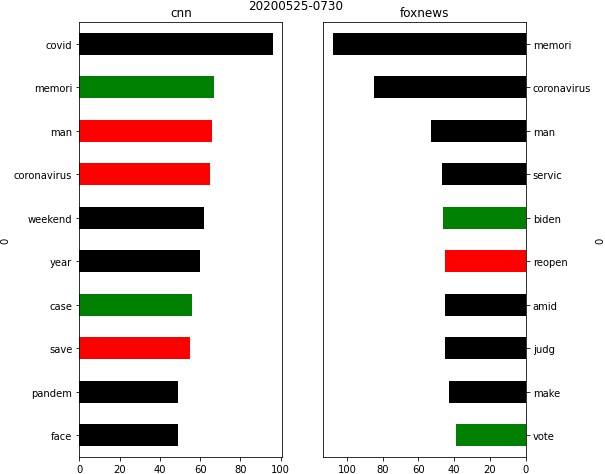 20200525-0730
cnn
foxnews
covid
memori
man
coronavirus
weekend
year
case
save
pandem
face
0
0 20 40 60 80 100
memori
coronavirus
man
servic
biden
reopen
amid
judg
make
vote
0
100 80 60 40 20 0